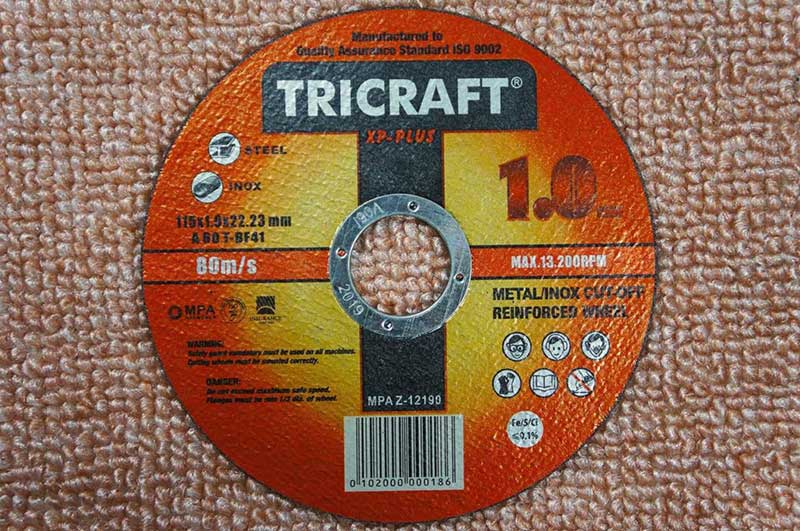 Manufactured to
Quality Assurance Standard ISO 9002
TRICRAFT®
XP-PLUS
STEEL
INOX
1.0 mm
115x1.0x22.23 mm
A 60 T-BF41
80m/s
MAX.13.200RPM
V09/
2019
MPA
INSURANCE
METAL/INOX CUT-OFF
REINFORCED WHEEL
WARNING:
Safety guard mandatory must be used on all machines.
Cutting wheels must be mounted correctly.
DANGER:
Do not exceed maximum safe speed.
Flanges must be min 1/3 dia. of wheel.
MPA Z-12190
Fe/S/Cl
≤0,1%
0 102000 000186